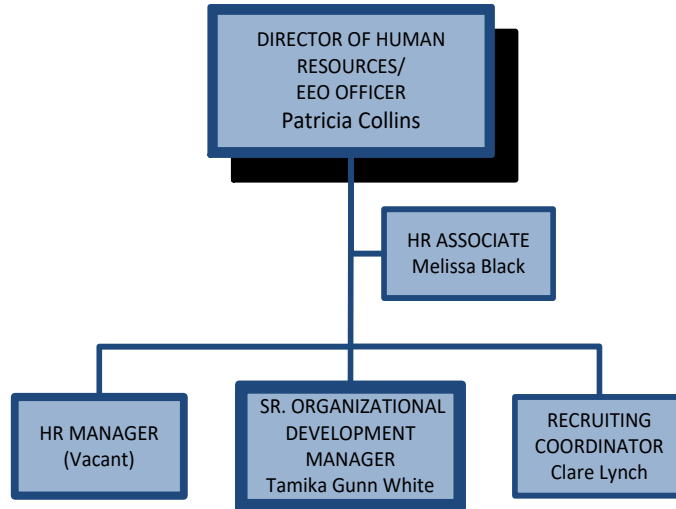 DIRECTOR OF HUMAN
RESOURCES/
EEO OFFICER
Patricia Collins
HR ASSOCIATE
Melissa Black
HR MANAGER
(Vacant)
SR. ORGANIZATIONAL
DEVELOPMENT
MANAGER
Tamika Gunn White
RECRUITING
COORDINATOR
Clare Lynch